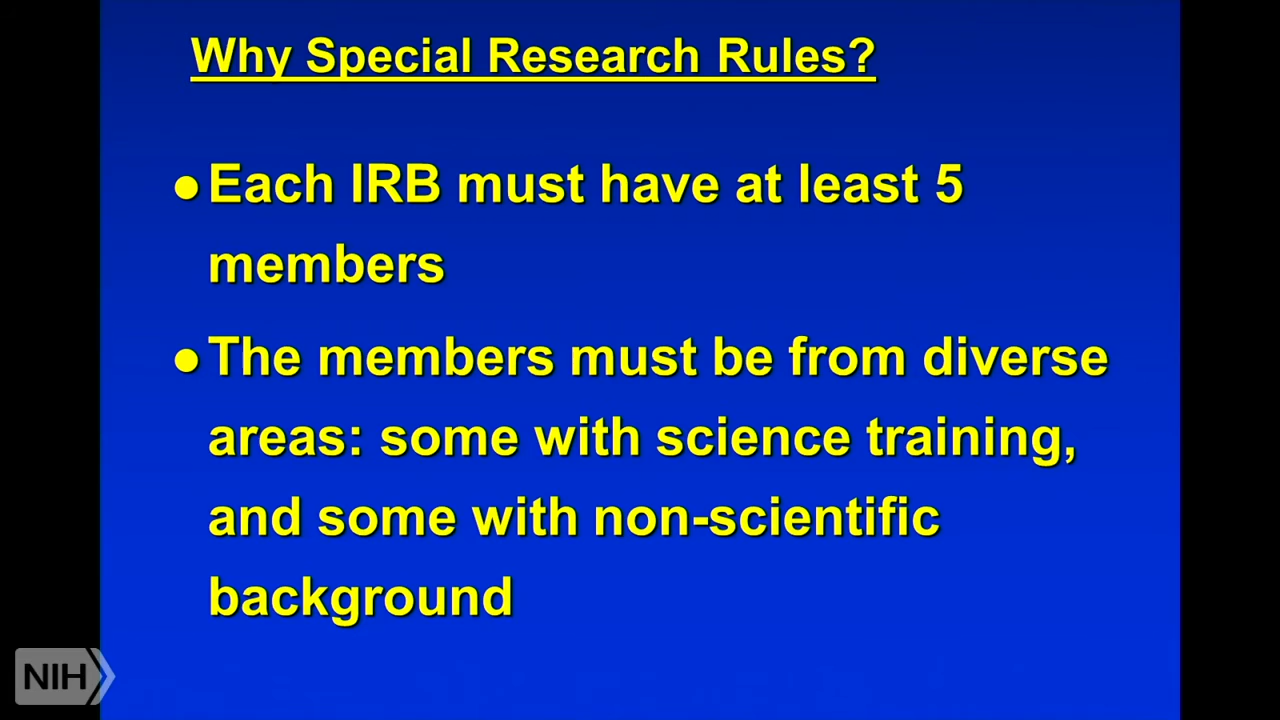 Why Special Research Rules?
● Each IRB must have at least 5
members
● The members must be from diverse
areas: some with science training,
and some with non-scientific
background
NIH